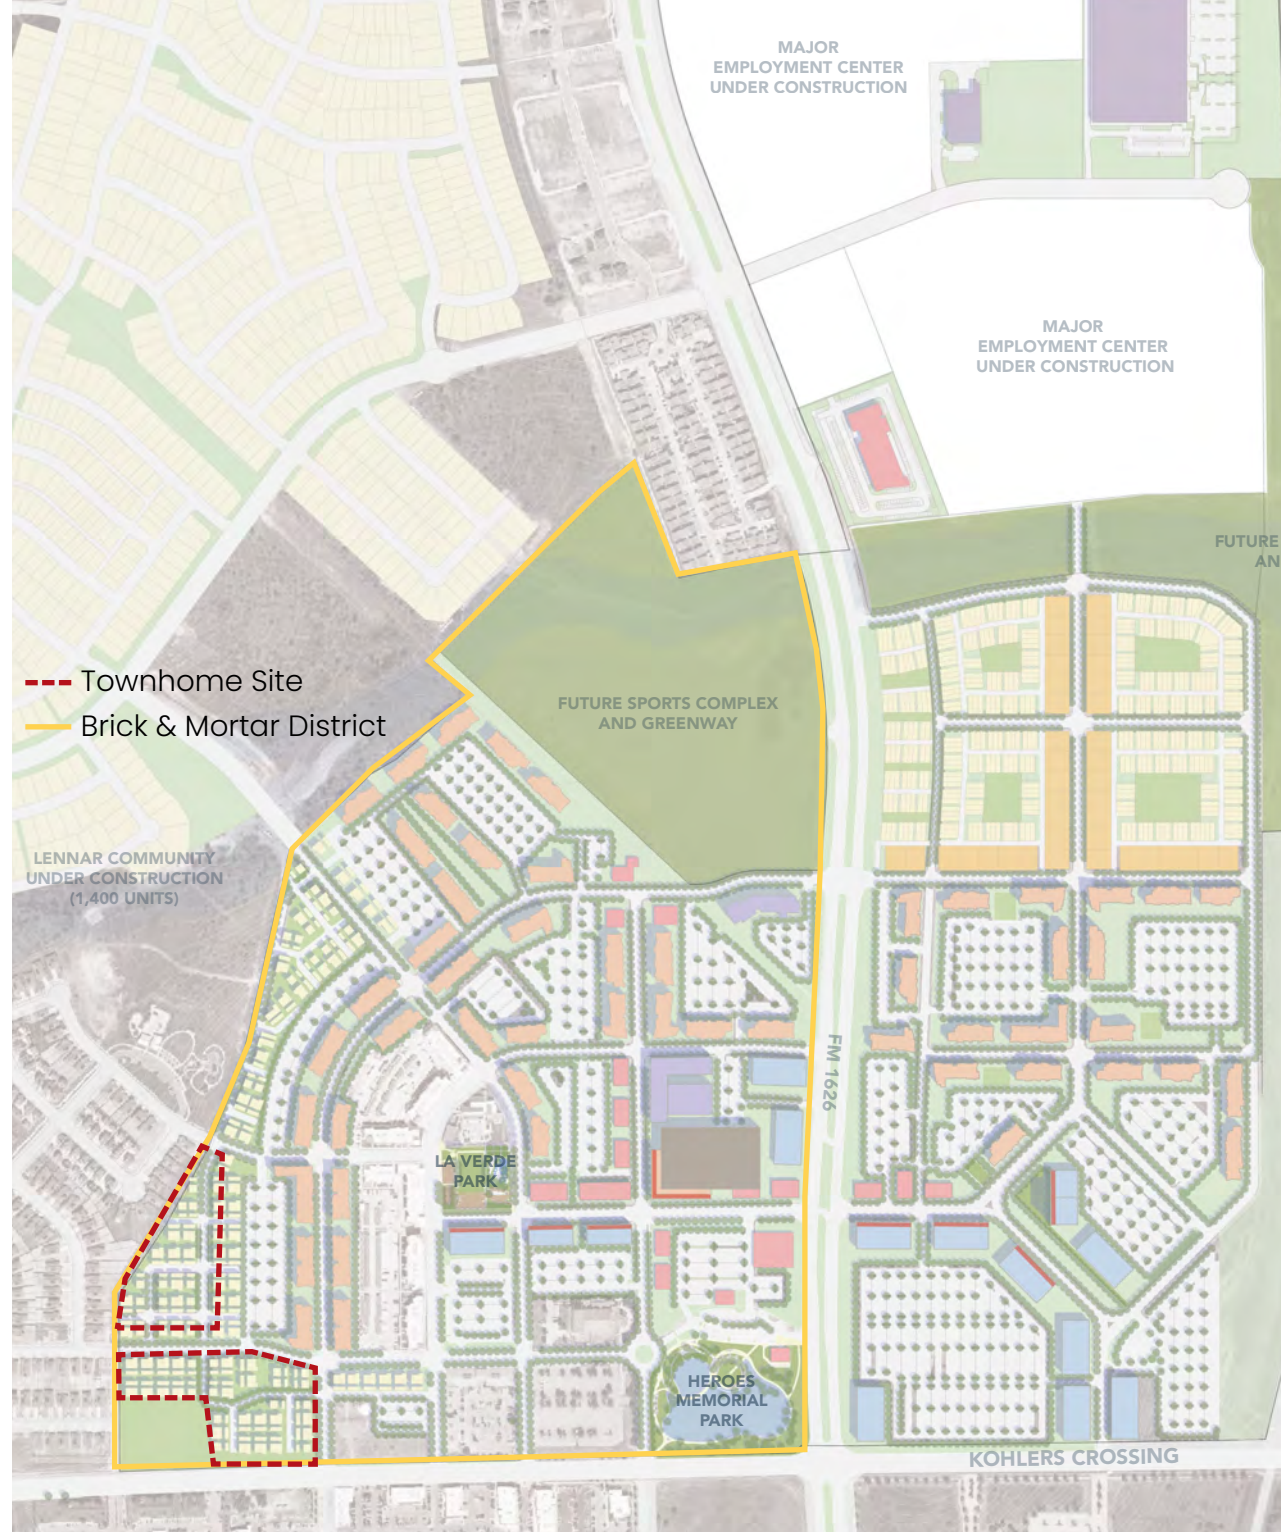 MAJOR
EMPLOYMENT CENTER
UNDER CONSTRUCTION
MAJOR
EMPLOYMENT CENTER
UNDER CONSTRUCTION
FUTURE
AN
Townhome Site
Brick & Mortar District
FUTURE SPORTS COMPLEX
AND GREENWAY
LENNAR COMMUNITY
UNDER CONSTRUCTION
(1,400 UNITS)
FM 1626
LA VERDE
PARK
HEROES
MEMORIAL
PARK
KOHLERS CROSSING